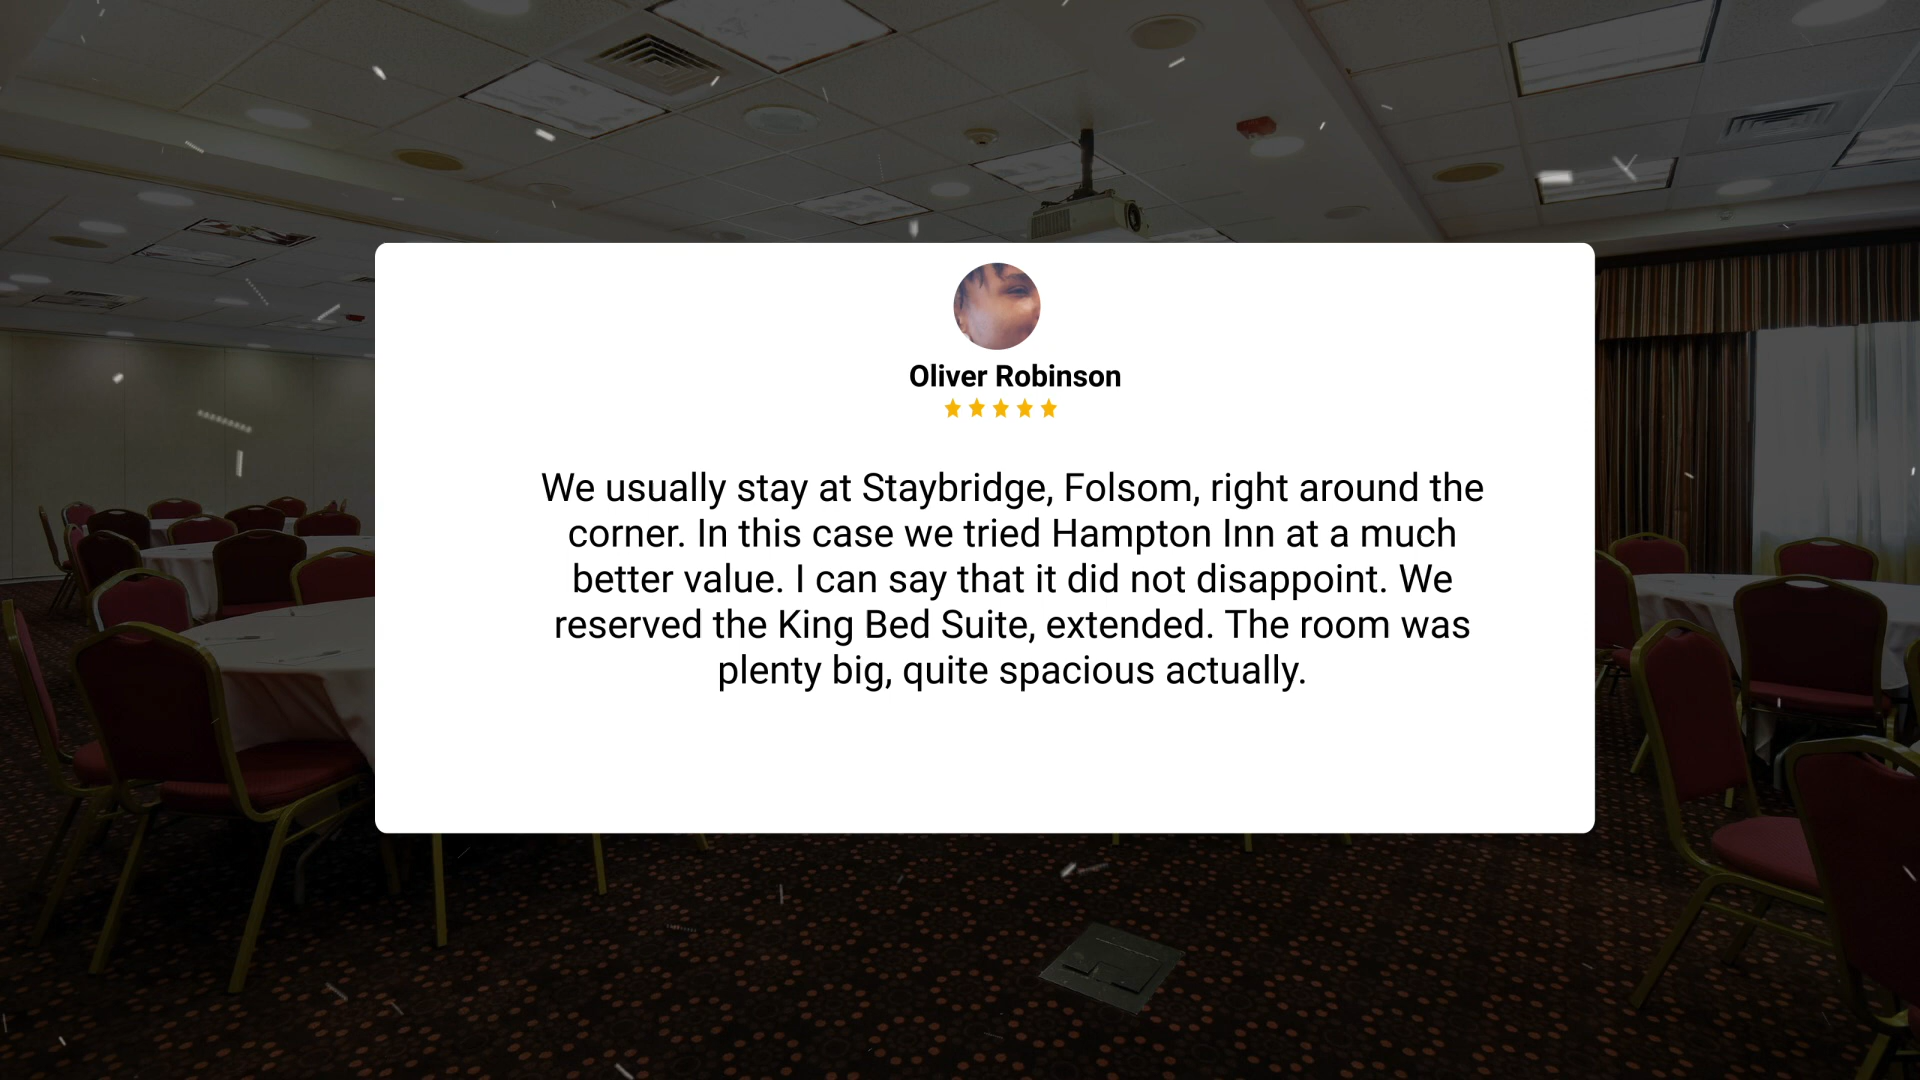 Oliver Robinson
We usually stay at Staybridge, Folsom, right around the
corner. In this case we tried Hampton Inn at a much
better value. I can say that it did not disappoint. We
reserved the King Bed Suite, extended. The room was
plenty big, quite spacious actually.